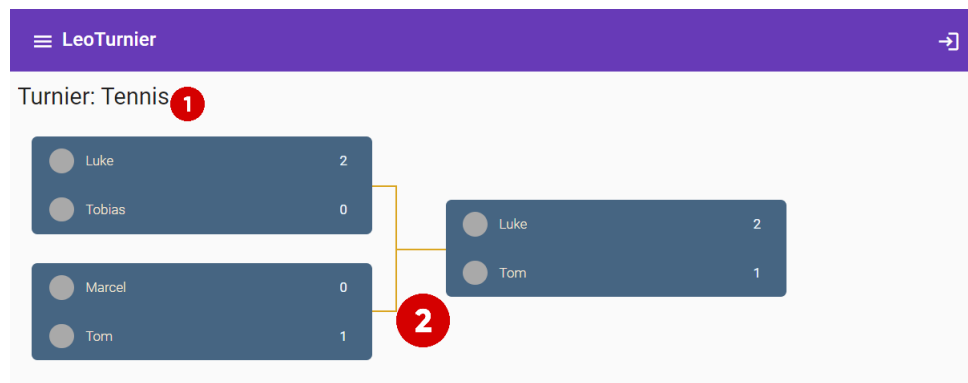 LeoTurnier
Turnier: Tennis 1
Luke 2
Tobias 0
Marcel 0
Tom 1
2
Luke 2
Tom 1